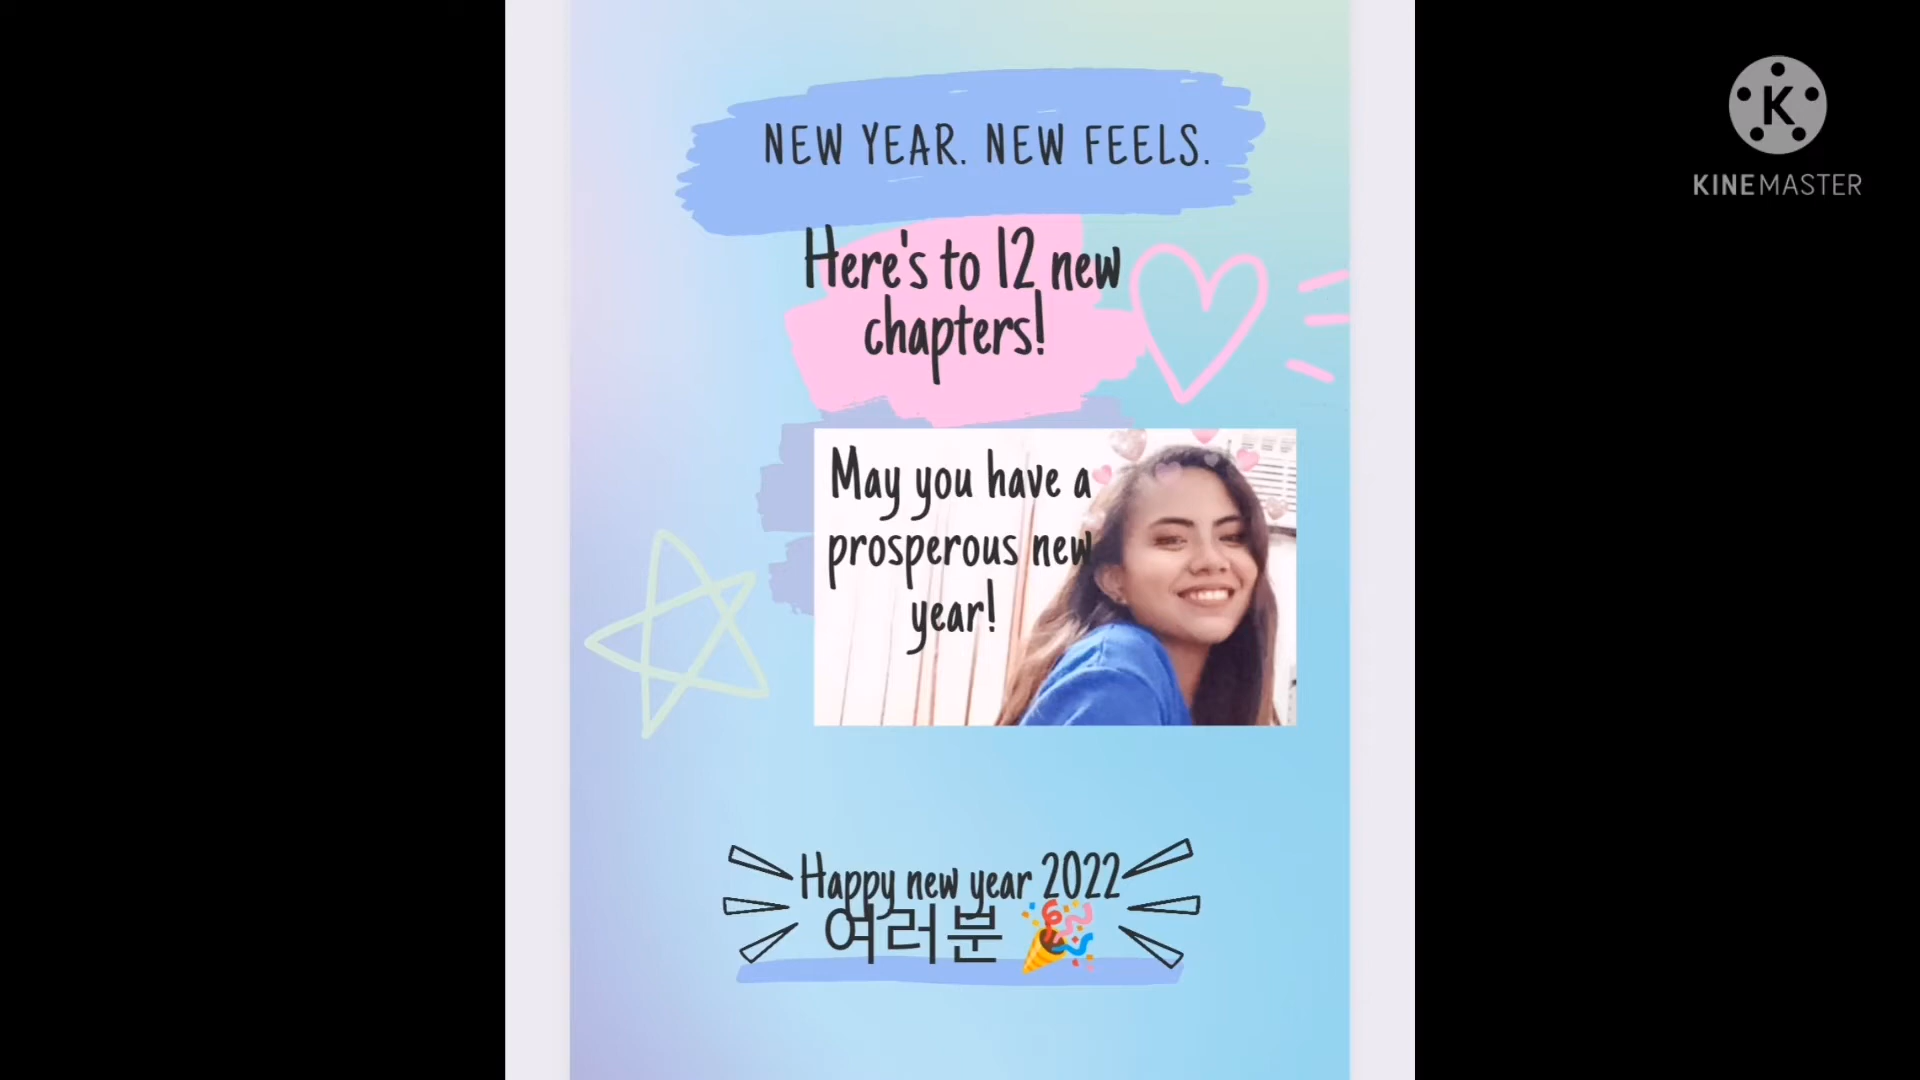 NEW YEAR. NEW FEELS.
Here's to 12 new
chapters!
May you have a
prosperous new
year!
Happy new year 2022
여러분 🎉
K
KINEMASTER